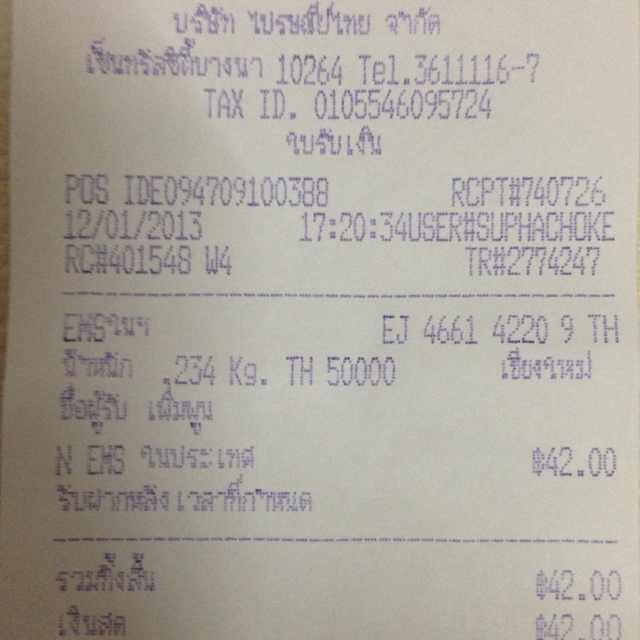 บริษัท ไปรษณีย์ไทย จำกัด
เซ็นทรัลซิตี้บางนา 10264 Tel.3611116-7
TAX ID. 0105546095724
ใบรับเงิน
POS IDE094709100388 RCPT#740726
12/01/2013 17:20:34USER#SUPHACHOKE
RC#401548 W4 TR#2774247
EMSในฯ EJ 4661 4220 9 TH
น้ำหนัก .234 Kg. TH 50000 เชียงใหม่
ชื่อผู้รับ เพิ่มพูน
N EMS ในประเทศ ฿42.00
รับฝากหลัง เวลาที่กำหนด
รวมทั้งสิ้น ฿42.00
เงินสด ฿42.00